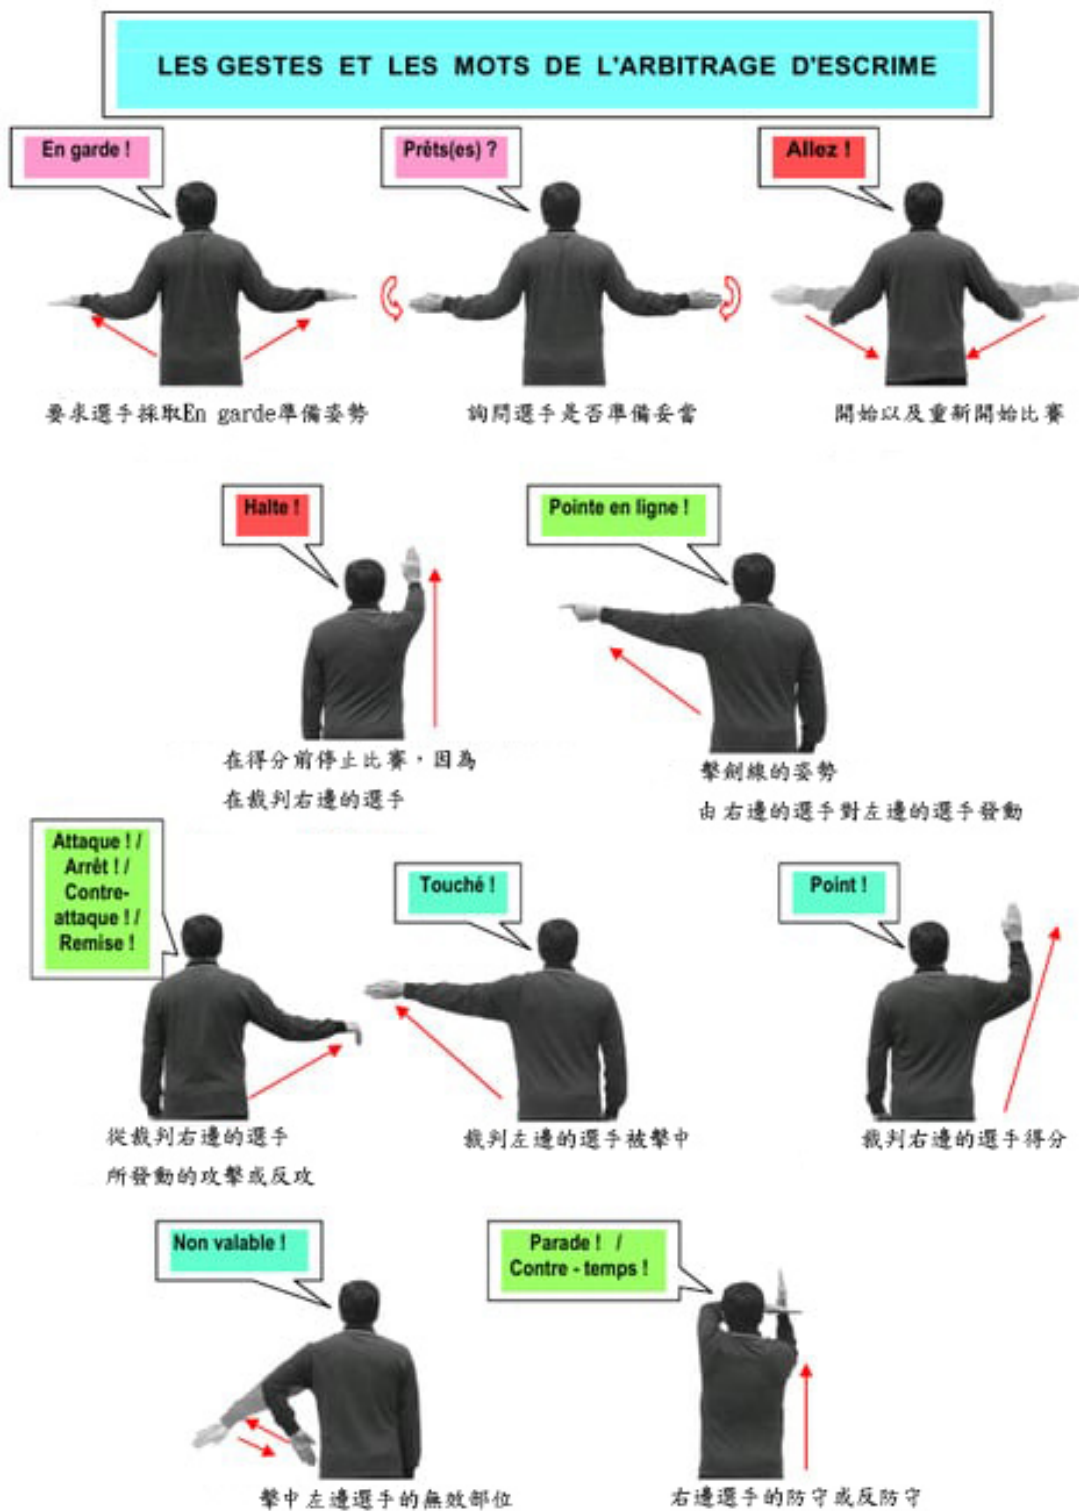 LES GESTES ET LES MOTS DE L'ARBITRAGE D'ESCRIME
En garde !
Prêts(es) ?
Allez !
要求選手採取En garde準備姿勢
詢問選手是否準備妥當
開始以及重新開始比賽
Halte !
Pointe en ligne !
在得分前停止比賽，因為
在裁判右邊的選手
擊劍線的姿勢
由右邊的選手對左邊的選手發動
Attaque ! /
Arrêt ! /
Contre-
attaque ! /
Remise !
Touché !
Point !
從裁判右邊的選手
所發動的攻擊或反攻
裁判左邊的選手被擊中
裁判右邊的選手得分
Non valable !
Parade ! /
Contre - temps !
擊中左邊選手的無效部位
右邊選手的防守或反防守